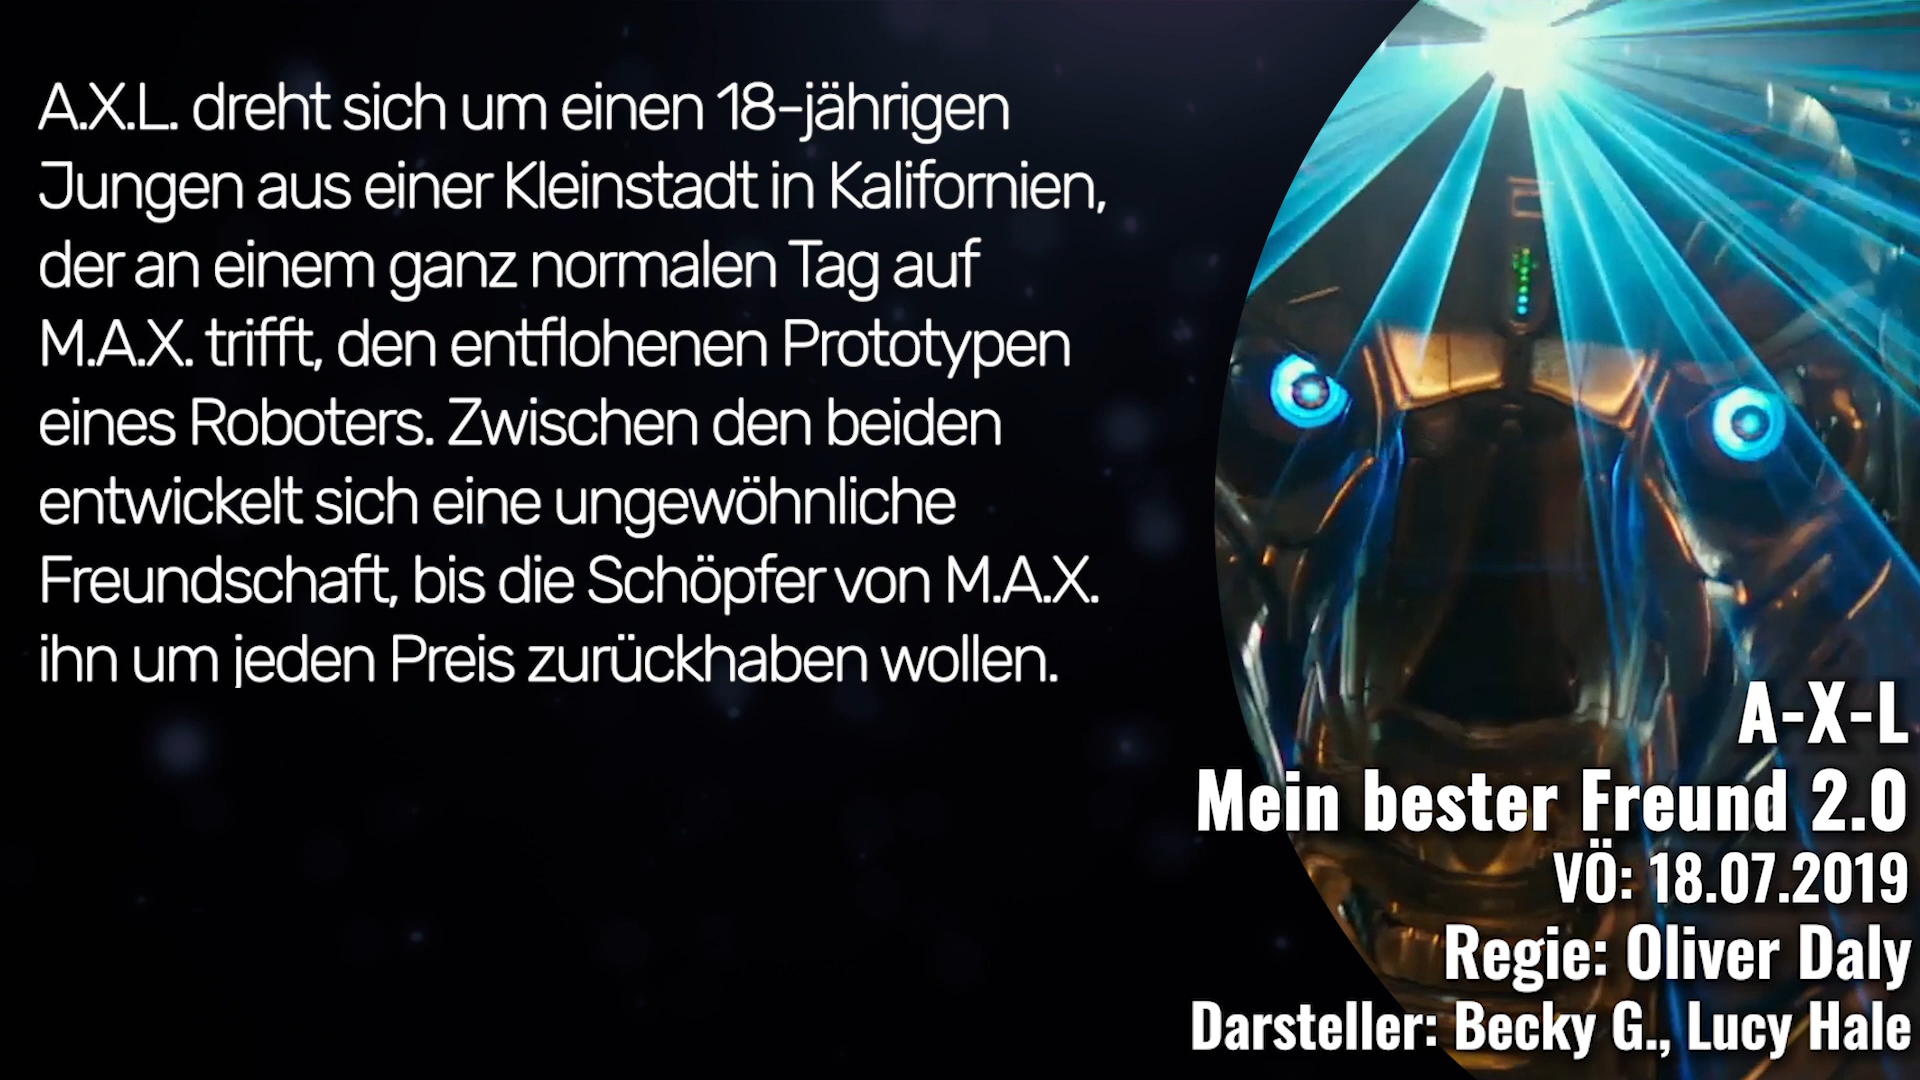 A.X.L. dreht sich um einen 18-jährigen
Jungen aus einer Kleinstadt in Kalifornien,
der an einem ganz normalen Tag auf
M.A.X. trifft, den entflohenen Prototypen
eines Roboters. Zwischen den beiden
entwickelt sich eine ungewöhnliche
Freundschaft, bis die Schöpfer von M.A.X.
ihn um jeden Preis zurückhaben wollen.
A-X-L
Mein bester Freund 2.0
VÖ: 18.07.2019
Regie: Oliver Daly
Darsteller: Becky G., Lucy Hale